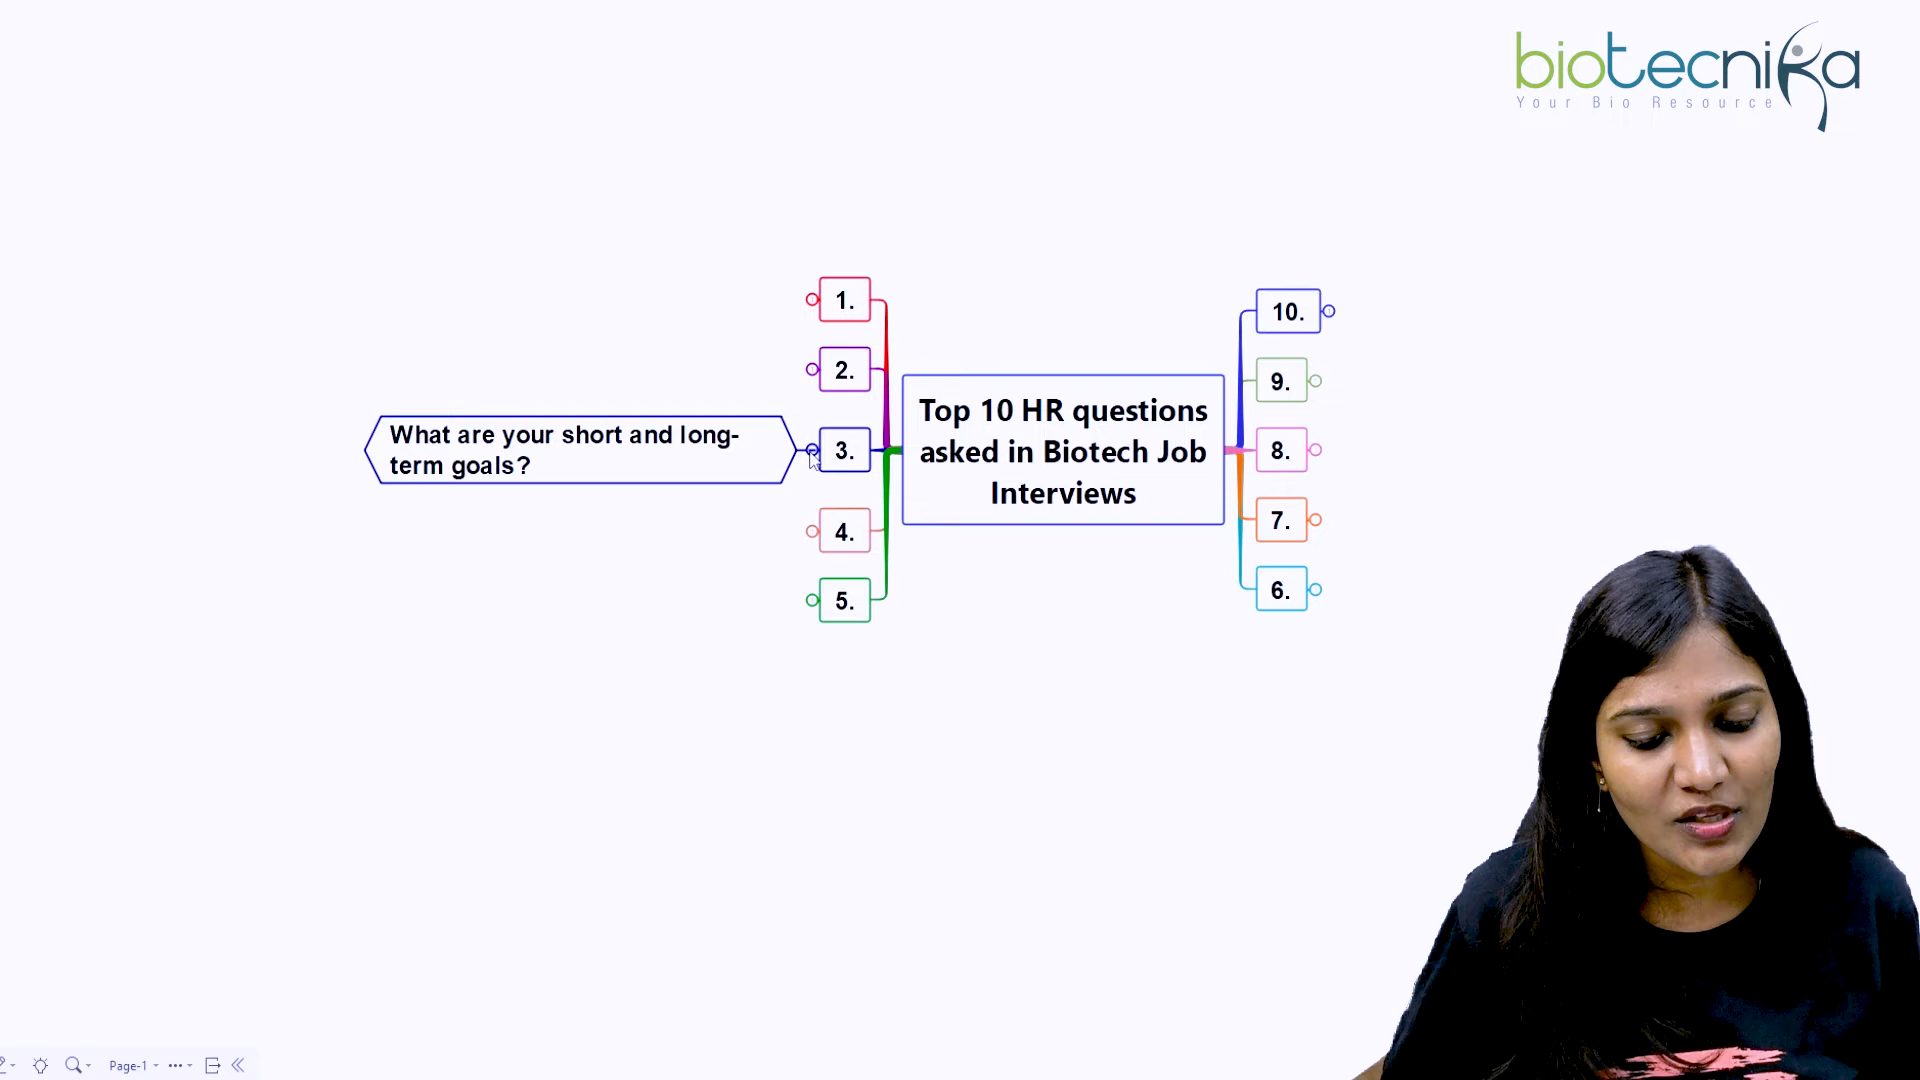 biotecnika
Your Bio Resource
1.
2.
What are your short and long-
term goals?
3.
4.
5.
Top 10 HR questions
asked in Biotech Job
Interviews
10.
9.
8.
7.
6.
Page-1